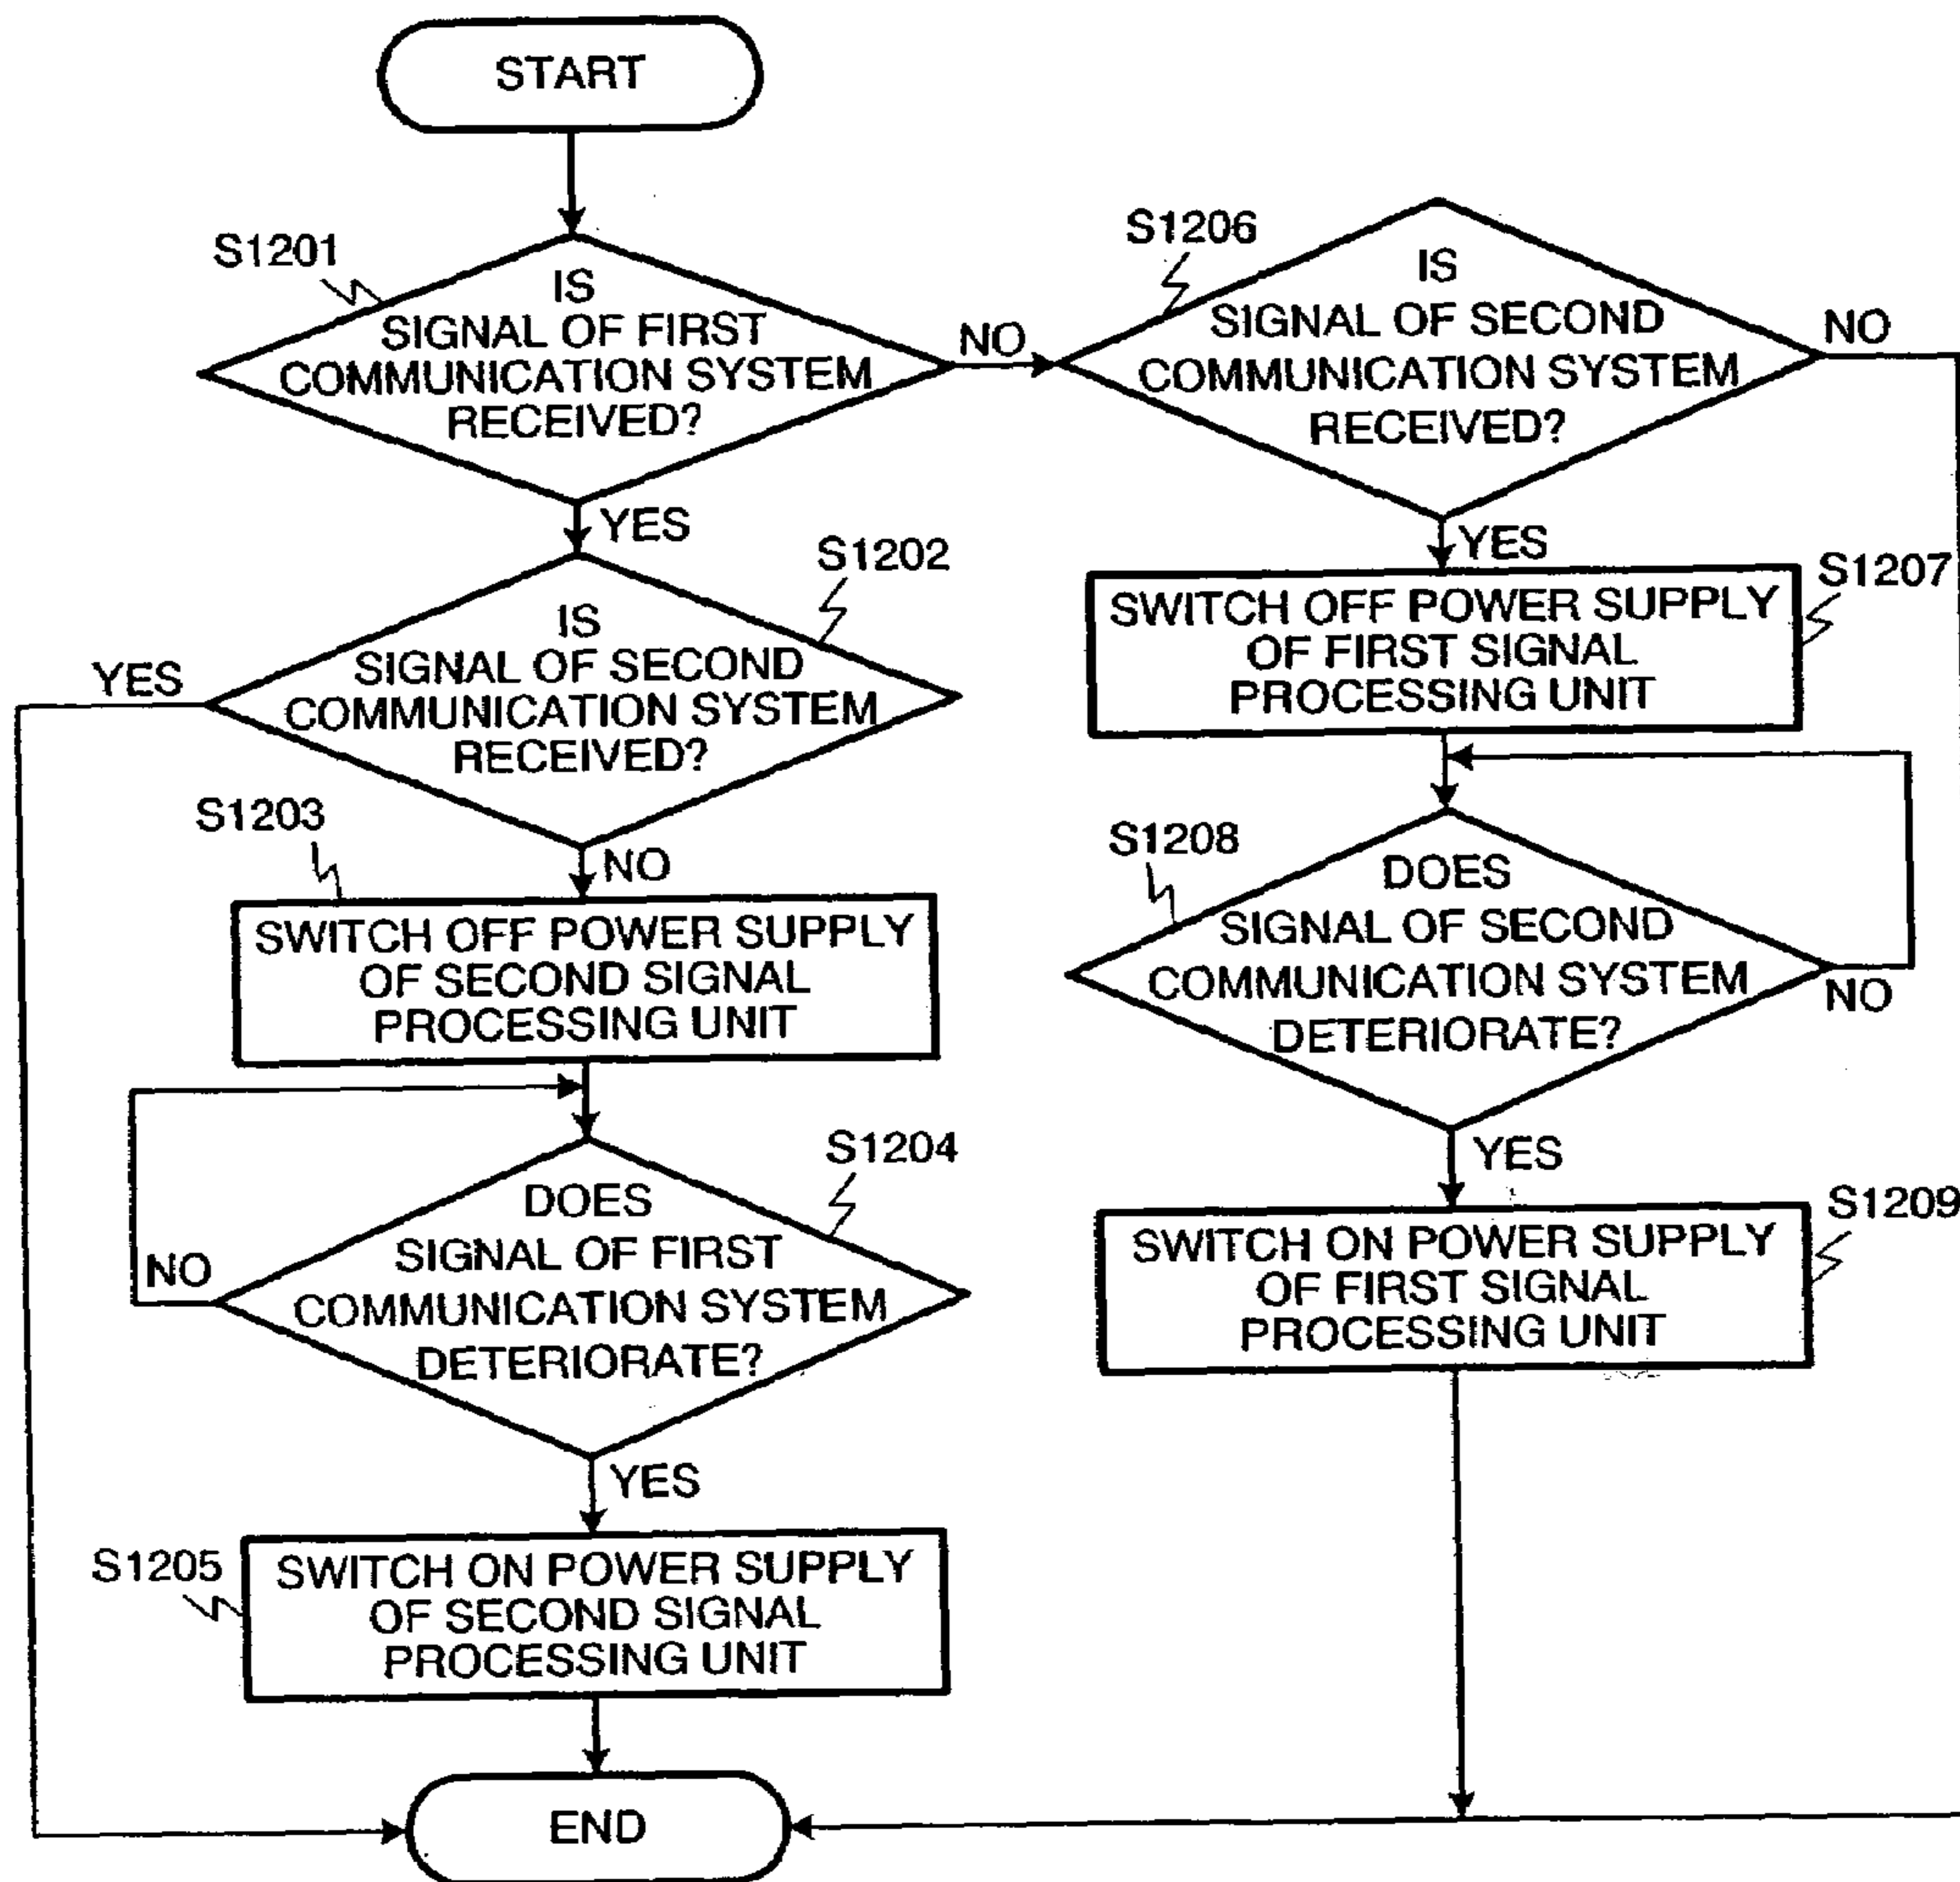 START
S1201
IS
SIGNAL OF FIRST
COMMUNICATION SYSTEM
RECEIVED?
NO
YES
S1202
IS
SIGNAL OF SECOND
COMMUNICATION SYSTEM
RECEIVED?
YES
NO
S1203
SWITCH OFF POWER SUPPLY
OF SECOND SIGNAL
PROCESSING UNIT
S1204
DOES
SIGNAL OF FIRST
COMMUNICATION SYSTEM
DETERIORATE?
NO
YES
S1205
SWITCH ON POWER SUPPLY
OF SECOND SIGNAL
PROCESSING UNIT
END
S1206
IS
SIGNAL OF SECOND
COMMUNICATION SYSTEM
RECEIVED?
NO
YES
S1207
SWITCH OFF POWER SUPPLY
OF FIRST SIGNAL
PROCESSING UNIT
S1208
DOES
SIGNAL OF SECOND
COMMUNICATION SYSTEM
DETERIORATE?
NO
YES
S1209
SWITCH ON POWER SUPPLY
OF FIRST SIGNAL
PROCESSING UNIT